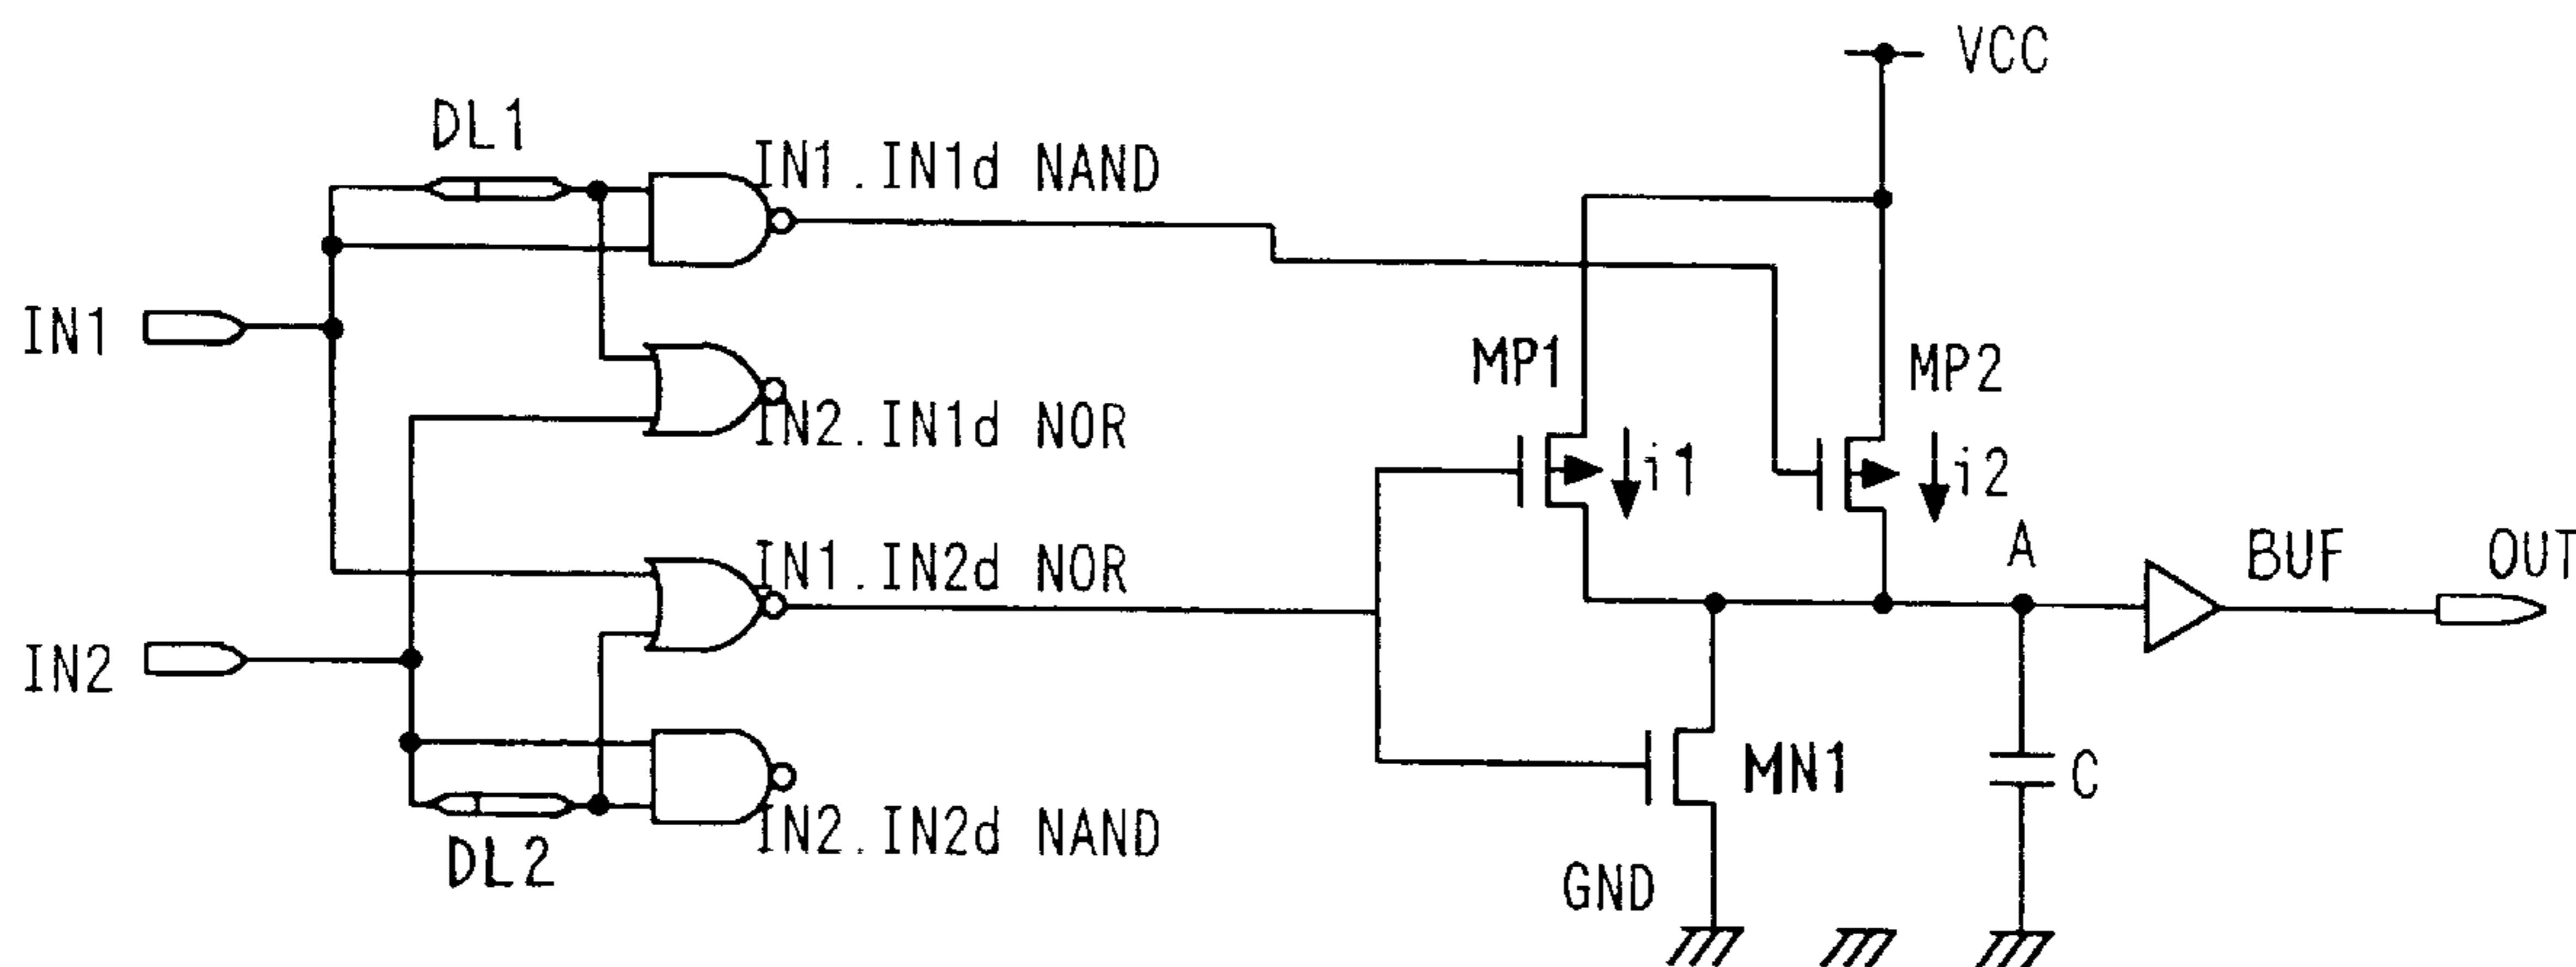 VCC
DL1
IN1.IN1d NAND
IN1
MP1
MP2
IN2.IN1d NOR
i1
i2
IN1.IN2d NOR
A
BUF
OUT
IN2
MN1
C
IN2.IN2d NAND
DL2
GND